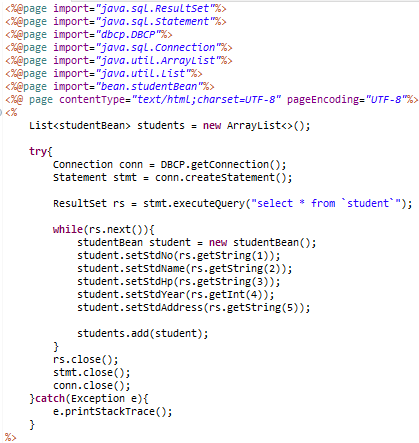 <%@page import="java.sql.ResultSet"%>
<%@page import="java.sql.Statement"%>
<%@page import="dbcp.DBCP"%>
<%@page import="java.sql.Connection"%>
<%@page import="java.util.ArrayList"%>
<%@page import="java.util.List"%>
<%@page import="bean.studentBean"%>
<%@ page contentType="text/html;charset=UTF-8" pageEncoding="UTF-8"%>
<%
    List<studentBean> students = new ArrayList<>();
    try{
        Connection conn = DBCP.getConnection();
        Statement stmt = conn.createStatement();
        ResultSet rs = stmt.executeQuery("select * from `student`");
        while(rs.next()){
            studentBean student = new studentBean();
            student.setStdNo(rs.getString(1));
            student.setStdName(rs.getString(2));
            student.setStdHp(rs.getString(3));
            student.setStdYear(rs.getInt(4));
            student.setStdAddress(rs.getString(5));
            students.add(student);
        }
        rs.close();
        stmt.close();
        conn.close();
    }catch(Exception e){
        e.printStackTrace();
    }
%>